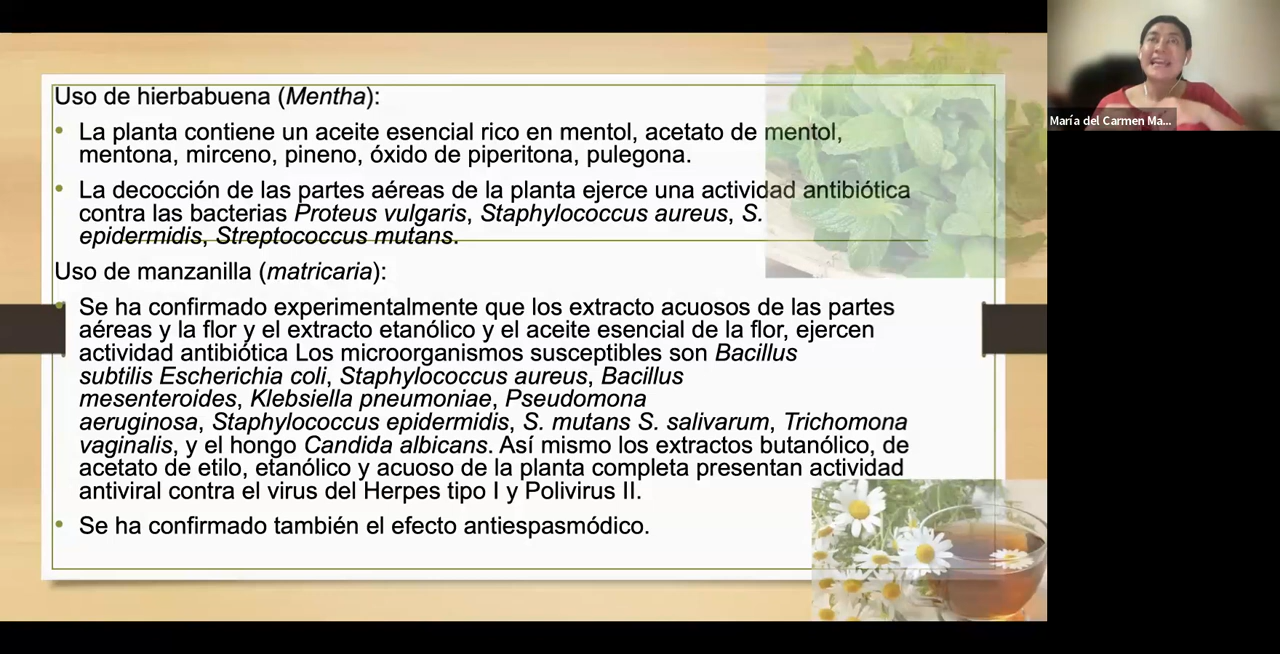 Uso de hierbabuena (Mentha):
• La planta contiene un aceite esencial rico en mentol, acetato de mentol,
mentona, mirceno, pineno, óxido de piperitona, pulegona.
• La decocción de las partes aéreas de la planta ejerce una actividad antibiótica
contra las bacterias Proteus vulgaris, Staphylococcus aureus, S.
epidermidis, Streptococcus mutans.
Uso de manzanilla (matricaria):
• Se ha confirmado experimentalmente que los extracto acuosos de las partes
aéreas y la flor y el extracto etanólico y el aceite esencial de la flor, ejercen
actividad antibiótica Los microorganismos susceptibles son Bacillus
subtilis Escherichia coli, Staphylococcus aureus, Bacillus
mesenteroides, Klebsiella pneumoniae, Pseudomona
aeruginosa, Staphylococcus epidermidis, S. mutans S. salivarum, Trichomona
vaginalis, y el hongo Candida albicans. Así mismo los extractos butanólico, de
acetato de etilo, etanólico y acuoso de la planta completa presentan actividad
antiviral contra el virus del Herpes tipo I y Polivirus II.
• Se ha confirmado también el efecto antiespasmódico.
María del Carmen Ma...